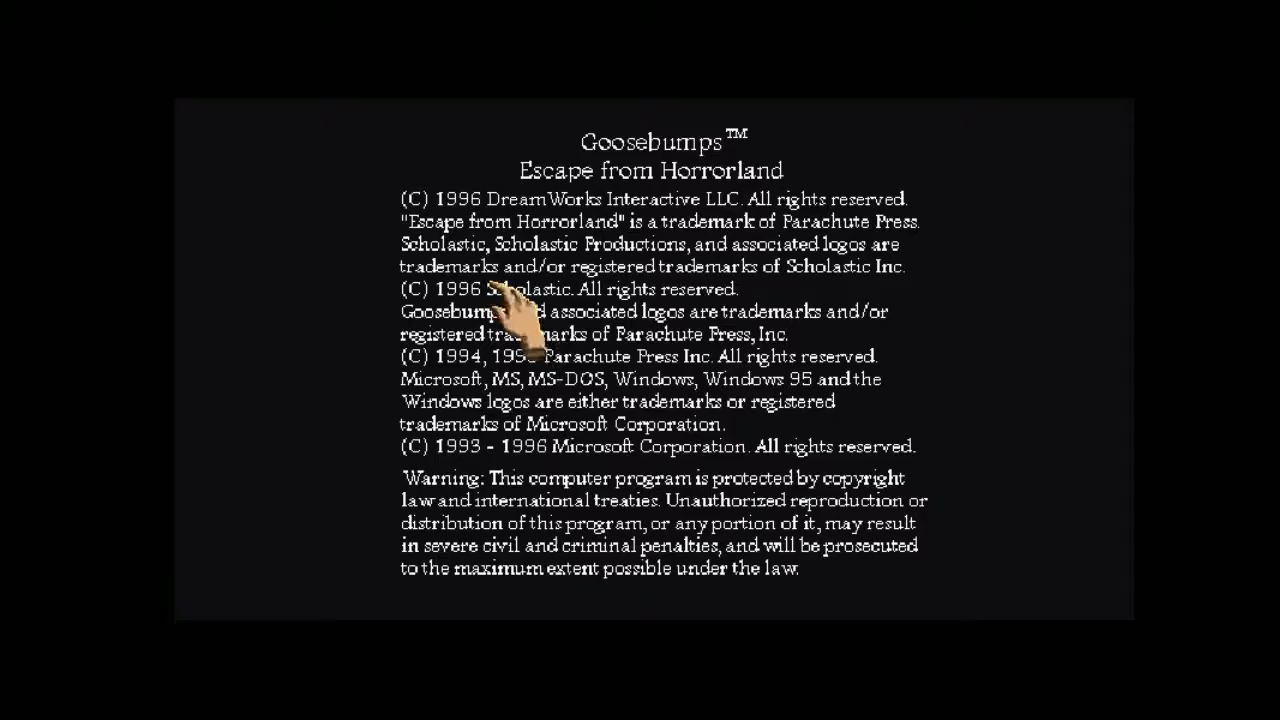 Goosebumps™
Escape from Horrorland
(C) 1996 DreamWorks Interactive LLC. All rights reserved.
"Escape from Horrorland" is a trademark of Parachute Press.
Scholastic, Scholastic Productions, and associated logos are
trademarks and/or registered trademarks of Scholastic Inc.
(C) 1996 Scholastic. All rights reserved.
Goosebumps and associated logos are trademarks and/or
registered trademarks of Parachute Press, Inc.
(C) 1994, Parachute Press Inc. All rights reserved.
Microsoft, MS, MS-DOS, Windows, Windows 95 and the
Windows logos are either trademarks or registered
trademarks of Microsoft Corporation.
(C) 1993 - 1996 Microsoft Corporation. All rights reserved.
Warning: This computer program is protected by copyright
law and international treaties. Unauthorized reproduction or
distribution of this program, or any portion of it, may result
in severe civil and criminal penalties, and will be prosecuted
to the maximum extent possible under the law.